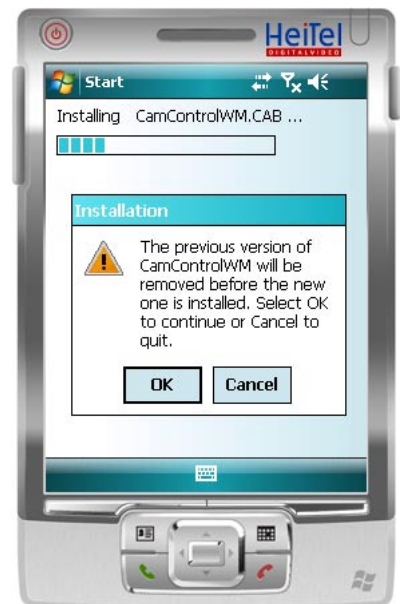 HeiTel
DIGITALVIDEO
Start
Installing CamControlWM.CAB ...
Installation
The previous version of
CamControlWM will be
removed before the new
one is installed. Select OK
to continue or Cancel to
quit.
OK Cancel